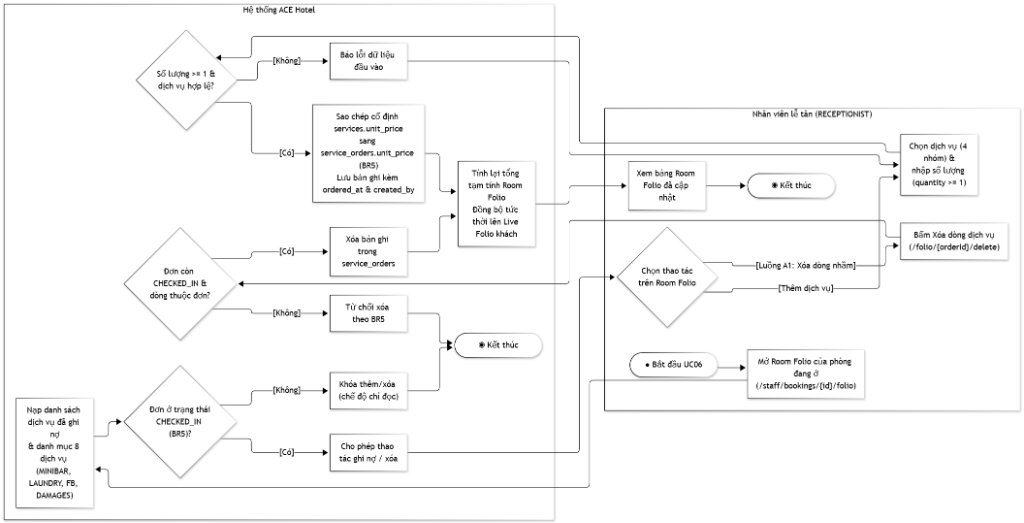 Hệ thống ACE Hotel
Số lượng >= 1 &
dịch vụ hợp lệ?
[Không]
Báo lỗi dữ liệu
đầu vào
[Có]
Sao chép cố định
services.unit_price
sang
service_orders.unit_price
(BR5)
Lưu bản ghi kèm
ordered_at & created_by
Tính lại tổng
tạm tính Room
Folio
Đồng bộ tức
thời lên Live
Folio khách
Đơn còn
CHECKED_IN &
dòng thuộc đơn?
[Có]
Xóa bản ghi
trong
service_orders
[Không]
Từ chối xóa
theo BR5
◉ Kết thúc
Nạp danh sách
dịch vụ đã ghi
nợ
& danh mục 8
dịch vụ
(MINIBAR,
LAUNDRY, FB,
DAMAGES)
Đơn ở trạng thái
CHECKED_IN
(BR5)?
[Không]
Khóa thêm/xóa
(chế độ chỉ đọc)
[Có]
Cho phép thao
tác ghi nợ / xóa
Nhân viên lễ tân (RECEPTIONIST)
Chọn dịch vụ (4
nhóm) &
nhập số lượng
(quantity >= 1)
Xem bảng Room
Folio đã cập
nhật
◉ Kết thúc
Bấm Xóa dòng dịch vụ
(/folio/{orderId}/delete)
Chọn thao tác
trên Room Folio
[Luồng A1: Xóa dòng nhầm]
[Thêm dịch vụ]
● Bắt đầu UC06
Mở Room Folio của phòng
đang ở
(/staff/bookings/{id}/folio)